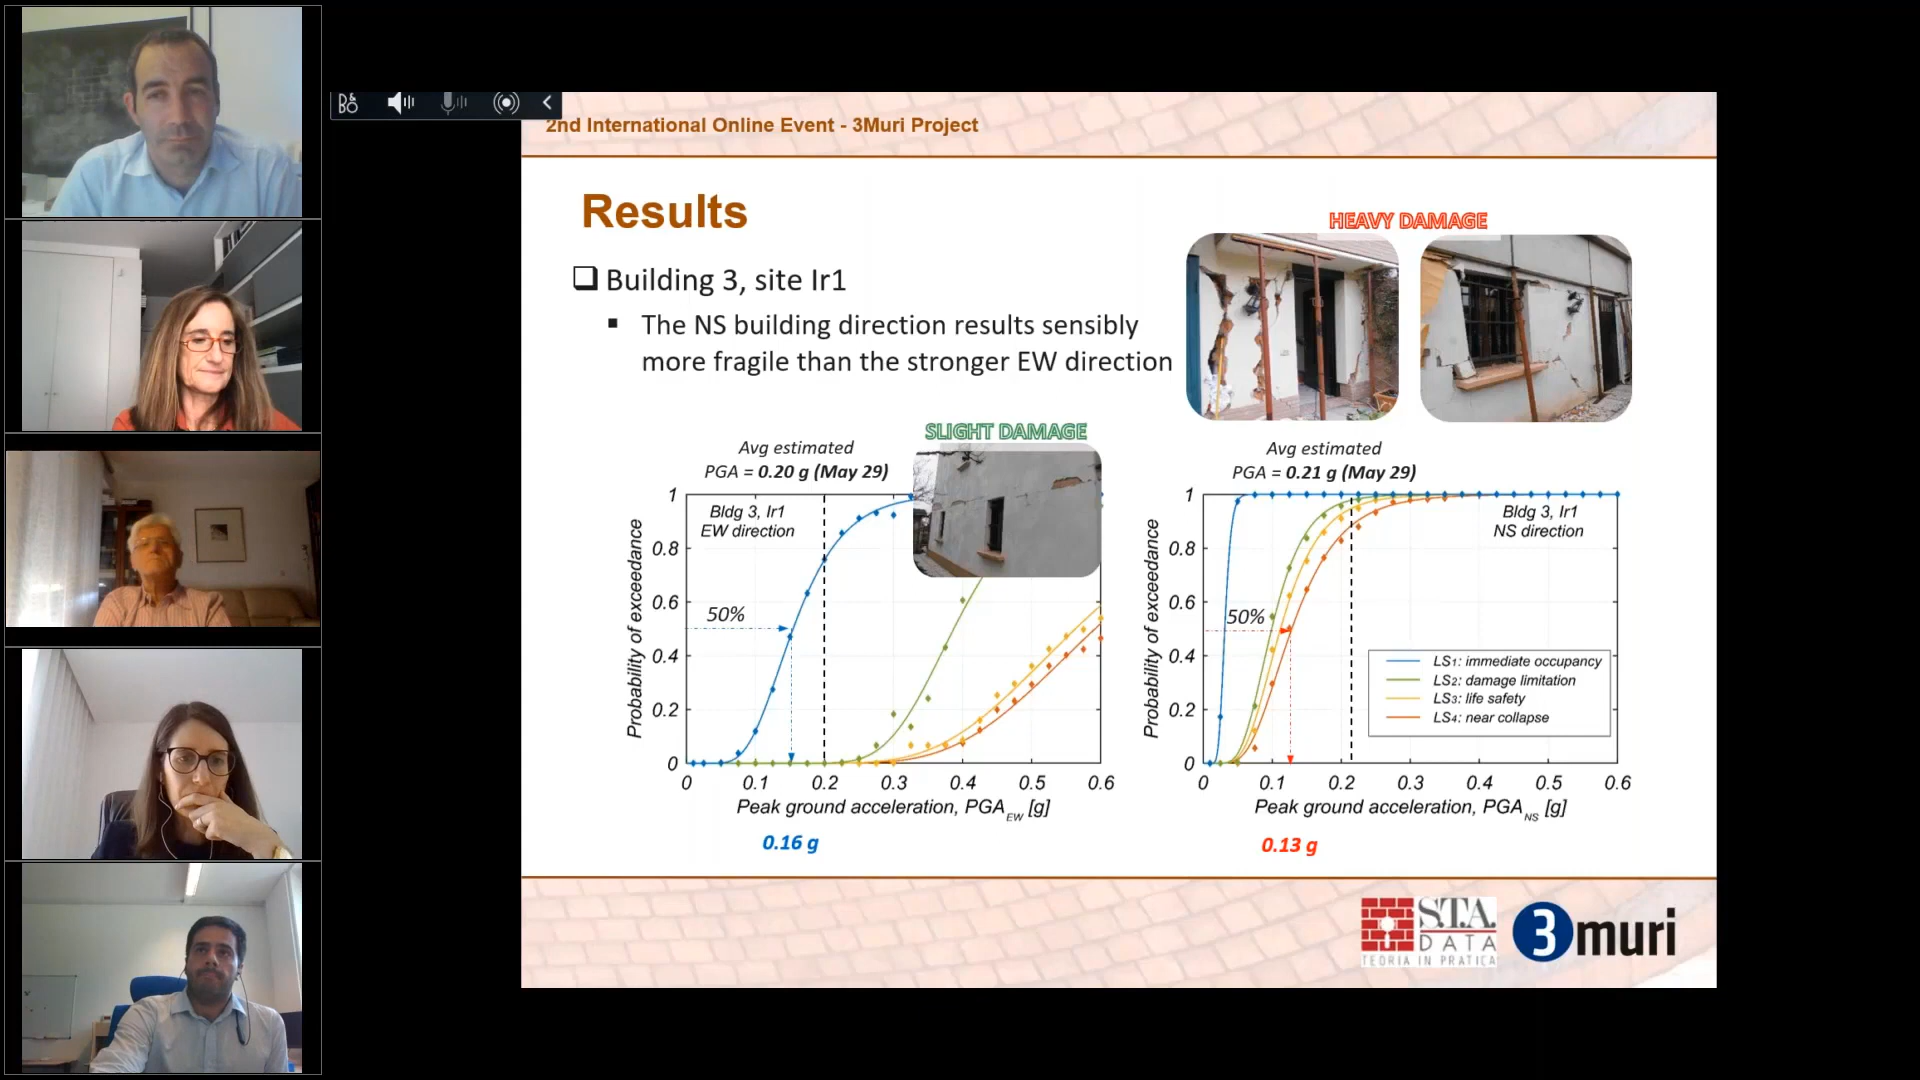 2nd International Online Event - 3Muri Project
Results
HEAVY DAMAGE
Building 3, site Ir1
The NS building direction results sensibly
more fragile than the stronger EW direction
SLIGHT DAMAGE
Avg estimated
PGA = 0.20 g (May 29)
Bldg 3, Ir1
EW direction
50%
Probability of exceedance
1
0.8
0.6
0.4
0.2
0
0 0.1 0.2 0.3 0.4 0.5 0.6
Peak ground acceleration, PGA EW [g]
0.16 g
Avg estimated
PGA = 0.21 g (May 29)
Bldg 3, Ir1
NS direction
50%
Probability of exceedance
1
0.8
0.6
0.4
0.2
0
LS1: immediate occupancy
LS2: damage limitation
LS3: life safety
LS4: near collapse
0 0.1 0.2 0.3 0.4 0.5 0.6
Peak ground acceleration, PGA NS [g]
0.13 g
S.T.A.
DATA
TEORIA IN PRATICA
3muri